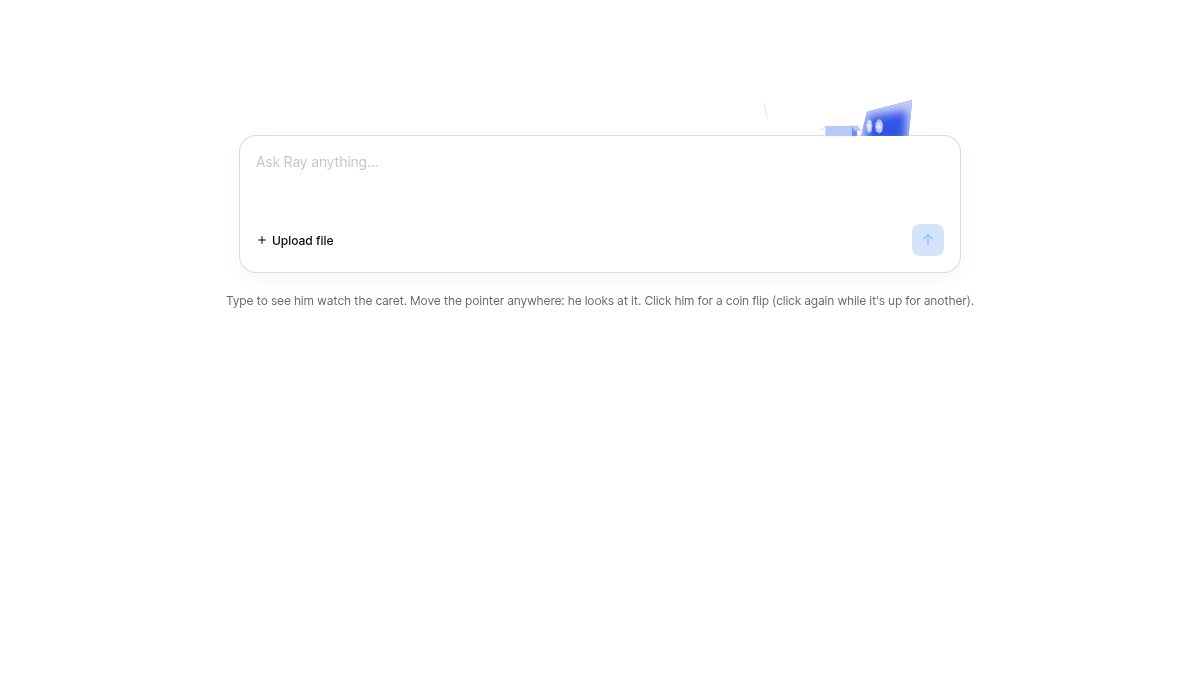 Ask Ray anything...
+ Upload file
Type to see him watch the caret. Move the pointer anywhere: he looks at it. Click him for a coin flip (click again while it's up for another).